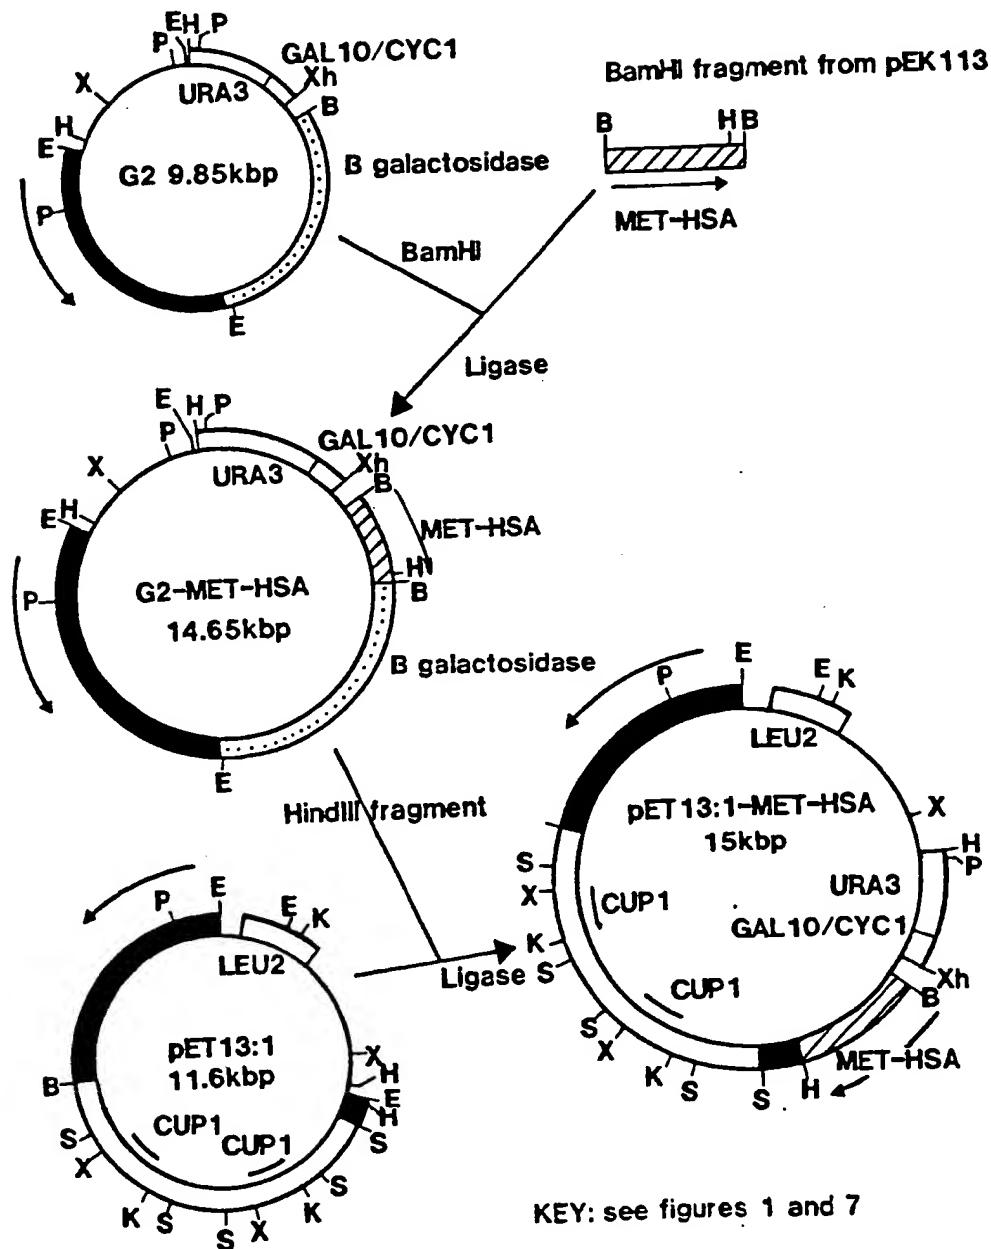 E H P
P
GAL10/CYC1
Xh
B
X
URA3
H
E
G2 9.85kbp
B galactosidase
P
E
BamHI fragment from pEK113
B
H B
MET-HSA
BamHI
Ligase
E H P
P
GAL10/CYC1
Xh
B
X
URA3
E H
MET-HSA
H
B
G2-MET-HSA
14.65kbp
P
B galactosidase
E
HindIII fragment
P
E
E K
LEU2
pET13:1
11.6kbp
X
H
E
H
S
B
CUP1
CUP1
S
X
K
S
S
X
K
S
Ligase
P
E
E K
LEU2
pET13:1-MET-HSA
15kbp
X
H
P
URA3
GAL10/CYC1
Xh
B
MET-HSA
H
S
X
CUP1
K
S
CUP1
S
X
K
S
S
KEY: see figures 1 and 7